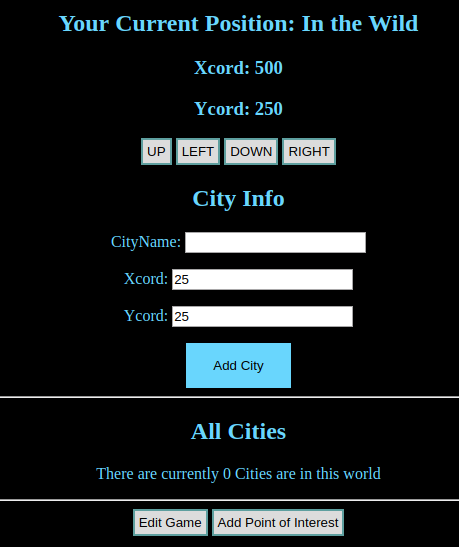 Your Current Position: In the Wild
Xcord: 500
Ycord: 250
UP LEFT DOWN RIGHT
City Info
CityName:
Xcord: 25
Ycord: 25
Add City
All Cities
There are currently 0 Cities are in this world
Edit Game Add Point of Interest